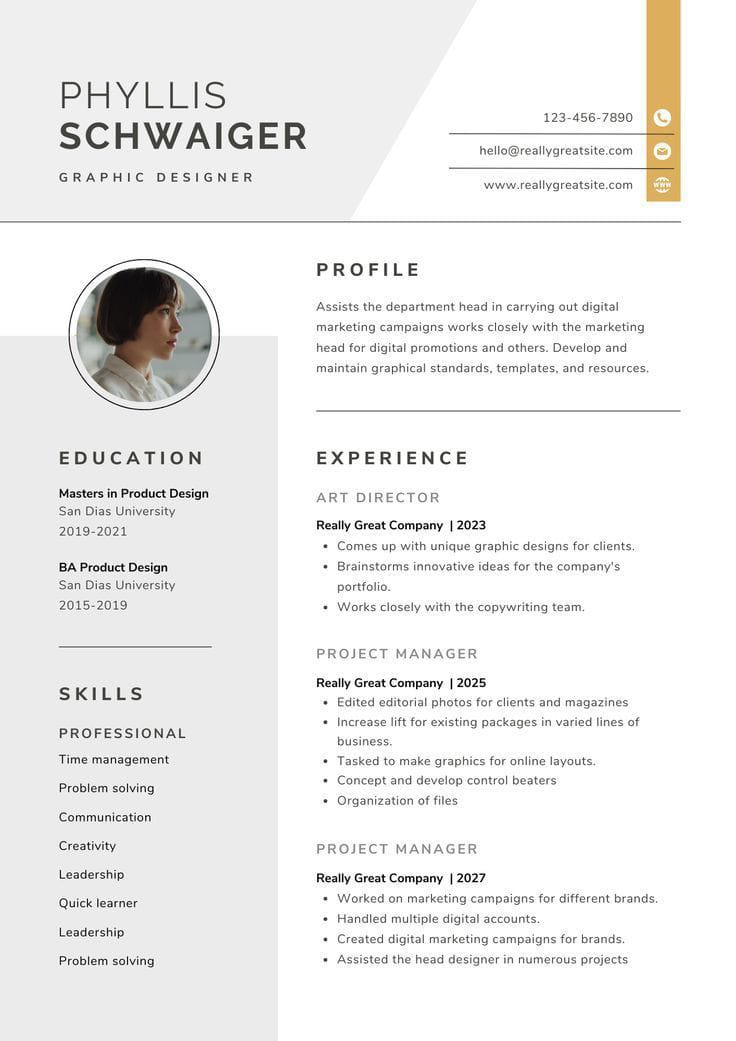 PHYLLIS
SCHWAIGER
GRAPHIC DESIGNER
123-456-7890
hello@reallygreatsite.com
www.reallygreatsite.com
WWW
PROFILE
Assists the department head in carrying out digital
marketing campaigns works closely with the marketing
head for digital promotions and others. Develop and
maintain graphical standards, templates, and resources.
EDUCATION
Masters in Product Design
San Dias University
2019-2021
BA Product Design
San Dias University
2015-2019
SKILLS
PROFESSIONAL
Time management
Problem solving
Communication
Creativity
Leadership
Quick learner
Leadership
Problem solving
EXPERIENCE
ART DIRECTOR
Really Great Company | 2023
• Comes up with unique graphic designs for clients.
• Brainstorms innovative ideas for the company's
portfolio.
• Works closely with the copywriting team.
PROJECT MANAGER
Really Great Company | 2025
• Edited editorial photos for clients and magazines
• Increase lift for existing packages in varied lines of
business.
• Tasked to make graphics for online layouts.
• Concept and develop control beaters
• Organization of files
PROJECT MANAGER
Really Great Company | 2027
• Worked on marketing campaigns for different brands.
• Handled multiple digital accounts.
• Created digital marketing campaigns for brands.
• Assisted the head designer in numerous projects